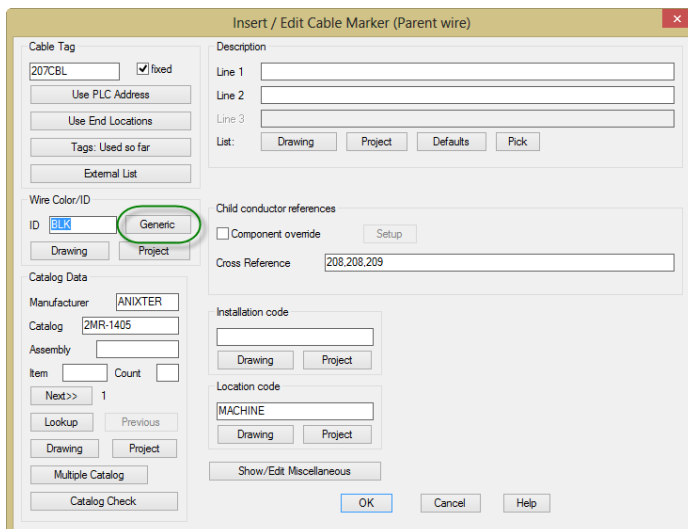 Insert / Edit Cable Marker (Parent wire)
x
Cable Tag
207CBL
fixed
Use PLC Address
Use End Locations
Tags: Used so far
External List
Wire Color/ID
ID BLK Generic
Drawing Project
Catalog Data
Manufacturer ANIXTER
Catalog 2MR-1405
Assembly
Item Count
Next>> 1
Lookup Previous
Drawing Project
Multiple Catalog
Catalog Check
Description
Line 1
Line 2
Line 3
List: Drawing Project Defaults Pick
Child conductor references
Component override Setup
Cross Reference 208,208,209
Installation code
Drawing Project
Location code
MACHINE
Drawing Project
Show/Edit Miscellaneous
OK Cancel Help